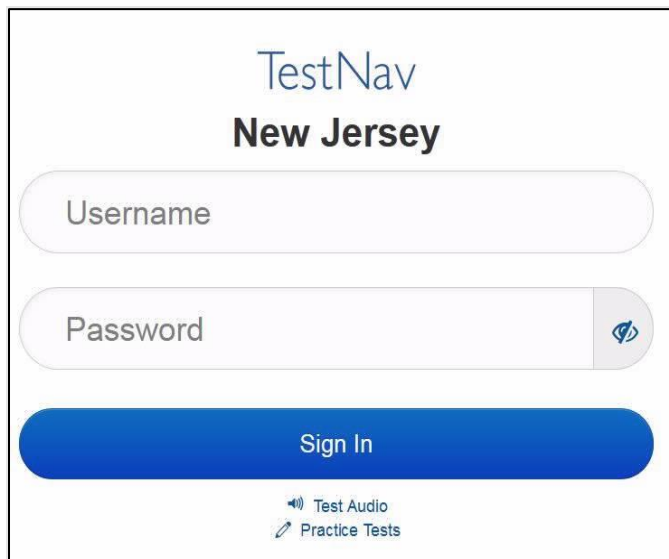 TestNav
New Jersey
Username
Password
Sign In
Test Audio
Practice Tests